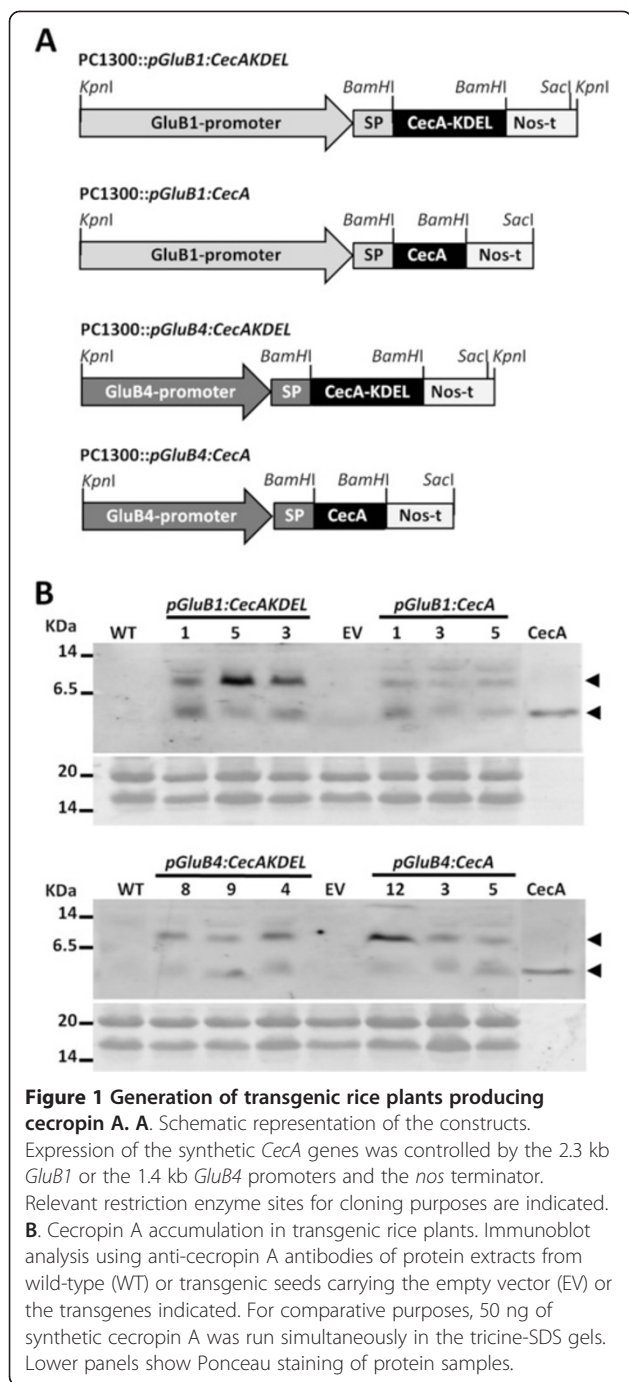 A
PC1300::pGluB1:CecAKDEL
KpnI BamHI BamHI SacI KpnI
GluB1-promoter SP CecA-KDEL Nos-t
PC1300::pGluB1:CecA
KpnI BamHI BamHI SacI
GluB1-promoter SP CecA Nos-t
PC1300::pGluB4:CecAKDEL
KpnI BamHI BamHI SacI KpnI
GluB4-promoter SP CecA-KDEL Nos-t
PC1300::pGluB4:CecA
KpnI BamHI BamHI SacI
GluB4-promoter SP CecA Nos-t
B
pGluB1:CecAKDEL pGluB1:CecA
KDa WT 1 5 3 EV 1 3 5 CecA
14
6.5
20
14
pGluB4:CecAKDEL pGluB4:CecA
KDa WT 8 9 4 EV 12 3 5 CecA
14
6.5
20
14
Figure 1 Generation of transgenic rice plants producing
cecropin A. A. Schematic representation of the constructs.
Expression of the synthetic CecA genes was controlled by the 2.3 kb
GluB1 or the 1.4 kb GluB4 promoters and the nos terminator.
Relevant restriction enzyme sites for cloning purposes are indicated.
B. Cecropin A accumulation in transgenic rice plants. Immunoblot
analysis using anti-cecropin A antibodies of protein extracts from
wild-type (WT) or transgenic seeds carrying the empty vector (EV) or
the transgenes indicated. For comparative purposes, 50 ng of
synthetic cecropin A was run simultaneously in the tricine-SDS gels.
Lower panels show Ponceau staining of protein samples.